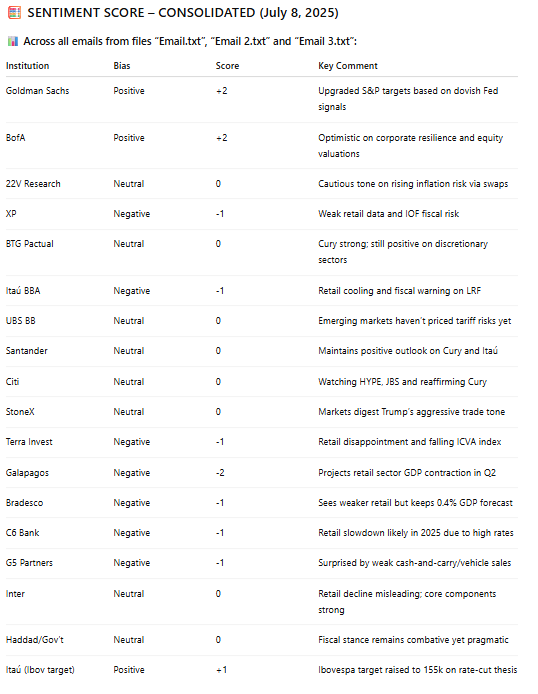 SENTIMENT SCORE – CONSOLIDATED (July 8, 2025)
Across all emails from files “Email.txt”, “Email 2.txt” and “Email 3.txt”:
Institution Bias Score Key Comment
Goldman Sachs Positive +2 Upgraded S&P targets based on dovish Fed
signals
BofA Positive +2 Optimistic on corporate resilience and equity
valuations
22V Research Neutral 0 Cautious tone on rising inflation risk via swaps
XP Negative -1 Weak retail data and IOF fiscal risk
BTG Pactual Neutral 0 Cury strong; still positive on discretionary
sectors
Itaú BBA Negative -1 Retail cooling and fiscal warning on LRF
UBS BB Neutral 0 Emerging markets haven't priced tariff risks yet
Santander Neutral 0 Maintains positive outlook on Cury and Itaú
Citi Neutral 0 Watching HYPE, JBS and reaffirming Cury
StoneX Neutral 0 Markets digest Trump's aggressive trade tone
Terra Invest Negative -1 Retail disappointment and falling ICVA index
Galapagos Negative -2 Projects retail sector GDP contraction in Q2
Bradesco Negative -1 Sees weaker retail but keeps 0.4% GDP forecast
C6 Bank Negative -1 Retail slowdown likely in 2025 due to high rates
G5 Partners Negative -1 Surprised by weak cash-and-carry/vehicle sales
Inter Neutral 0 Retail decline misleading; core components
strong
Haddad/Gov't Neutral 0 Fiscal stance remains combative yet pragmatic
Itaú (Ibov target) Positive +1 Ibovespa target raised to 155k on rate-cut thesis